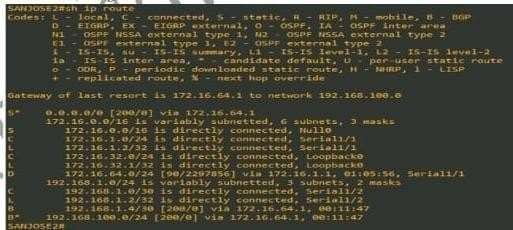 SANJOSE2#sh ip route
Codes: L - local, C - connected, S - static, R - RIP, M - mobile, B - BGP
D - EIGRP, EX - EIGRP external, O - OSPF, IA - OSPF inter area
N1 - OSPF NSSA external type 1, N2 - OSPF NSSA external type 2
E1 - OSPF external type 1, E2 - OSPF external type 2
i - IS-IS, su - IS-IS summary, L1 - IS-IS level-1, L2 - IS-IS level-2
ia - IS-IS inter area, * - candidate default, U - per-user static route
o - ODR, P - periodic downloaded static route, H - NHRP, l - LISP
+ - replicated route, % - next hop override
Gateway of last resort is 172.16.64.1 to network 192.168.100.0
S* 0.0.0.0/0 [200/0] via 172.16.64.1
172.16.0.0/16 is variably subnetted, 6 subnets, 3 masks
172.16.0.0/16 is directly connected, Null0
C 172.16.1.0/24 is directly connected, Serial1/1
L 172.16.1.2/32 is directly connected, Serial1/1
C 172.16.32.0/24 is directly connected, Loopback0
L 172.16.32.1/32 is directly connected, Loopback0
D 172.16.64.0/24 [90/2297856] via 172.16.1.1, 01:05:56, Serial1/1
192.168.1.0/24 is variably subnetted, 3 subnets, 2 masks
C 192.168.1.0/30 is directly connected, Serial1/2
L 192.168.1.2/32 is directly connected, Serial1/2
B 192.168.1.4/30 [200/0] via 172.16.64.1, 00:11:47
B* 192.168.100.0/24 [200/0] via 172.16.64.1, 00:11:47
SANJOSE2#